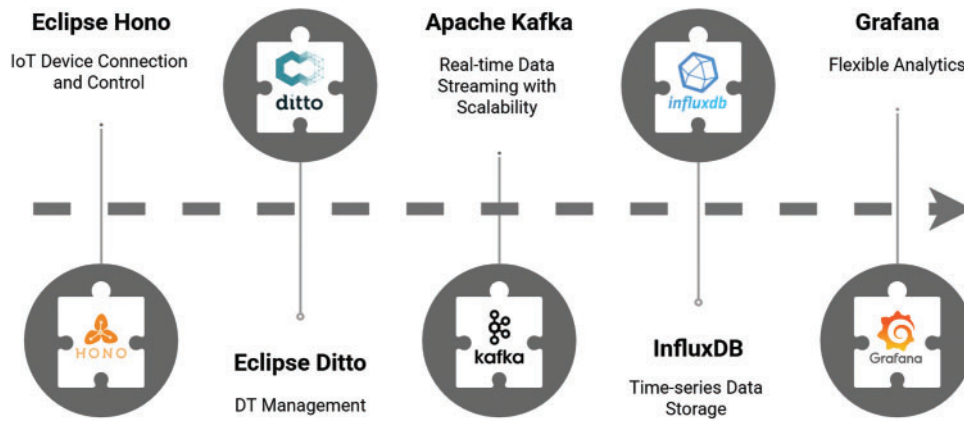 Eclipse Hono
IoT Device Connection
and Control
HONO
ditto
Eclipse Ditto
DT Management
Apache Kafka
Real-time Data
Streaming with
Scalability
kafka
influxdb
InfluxDB
Time-series Data
Storage
Grafana
Flexible Analytics
Grafana